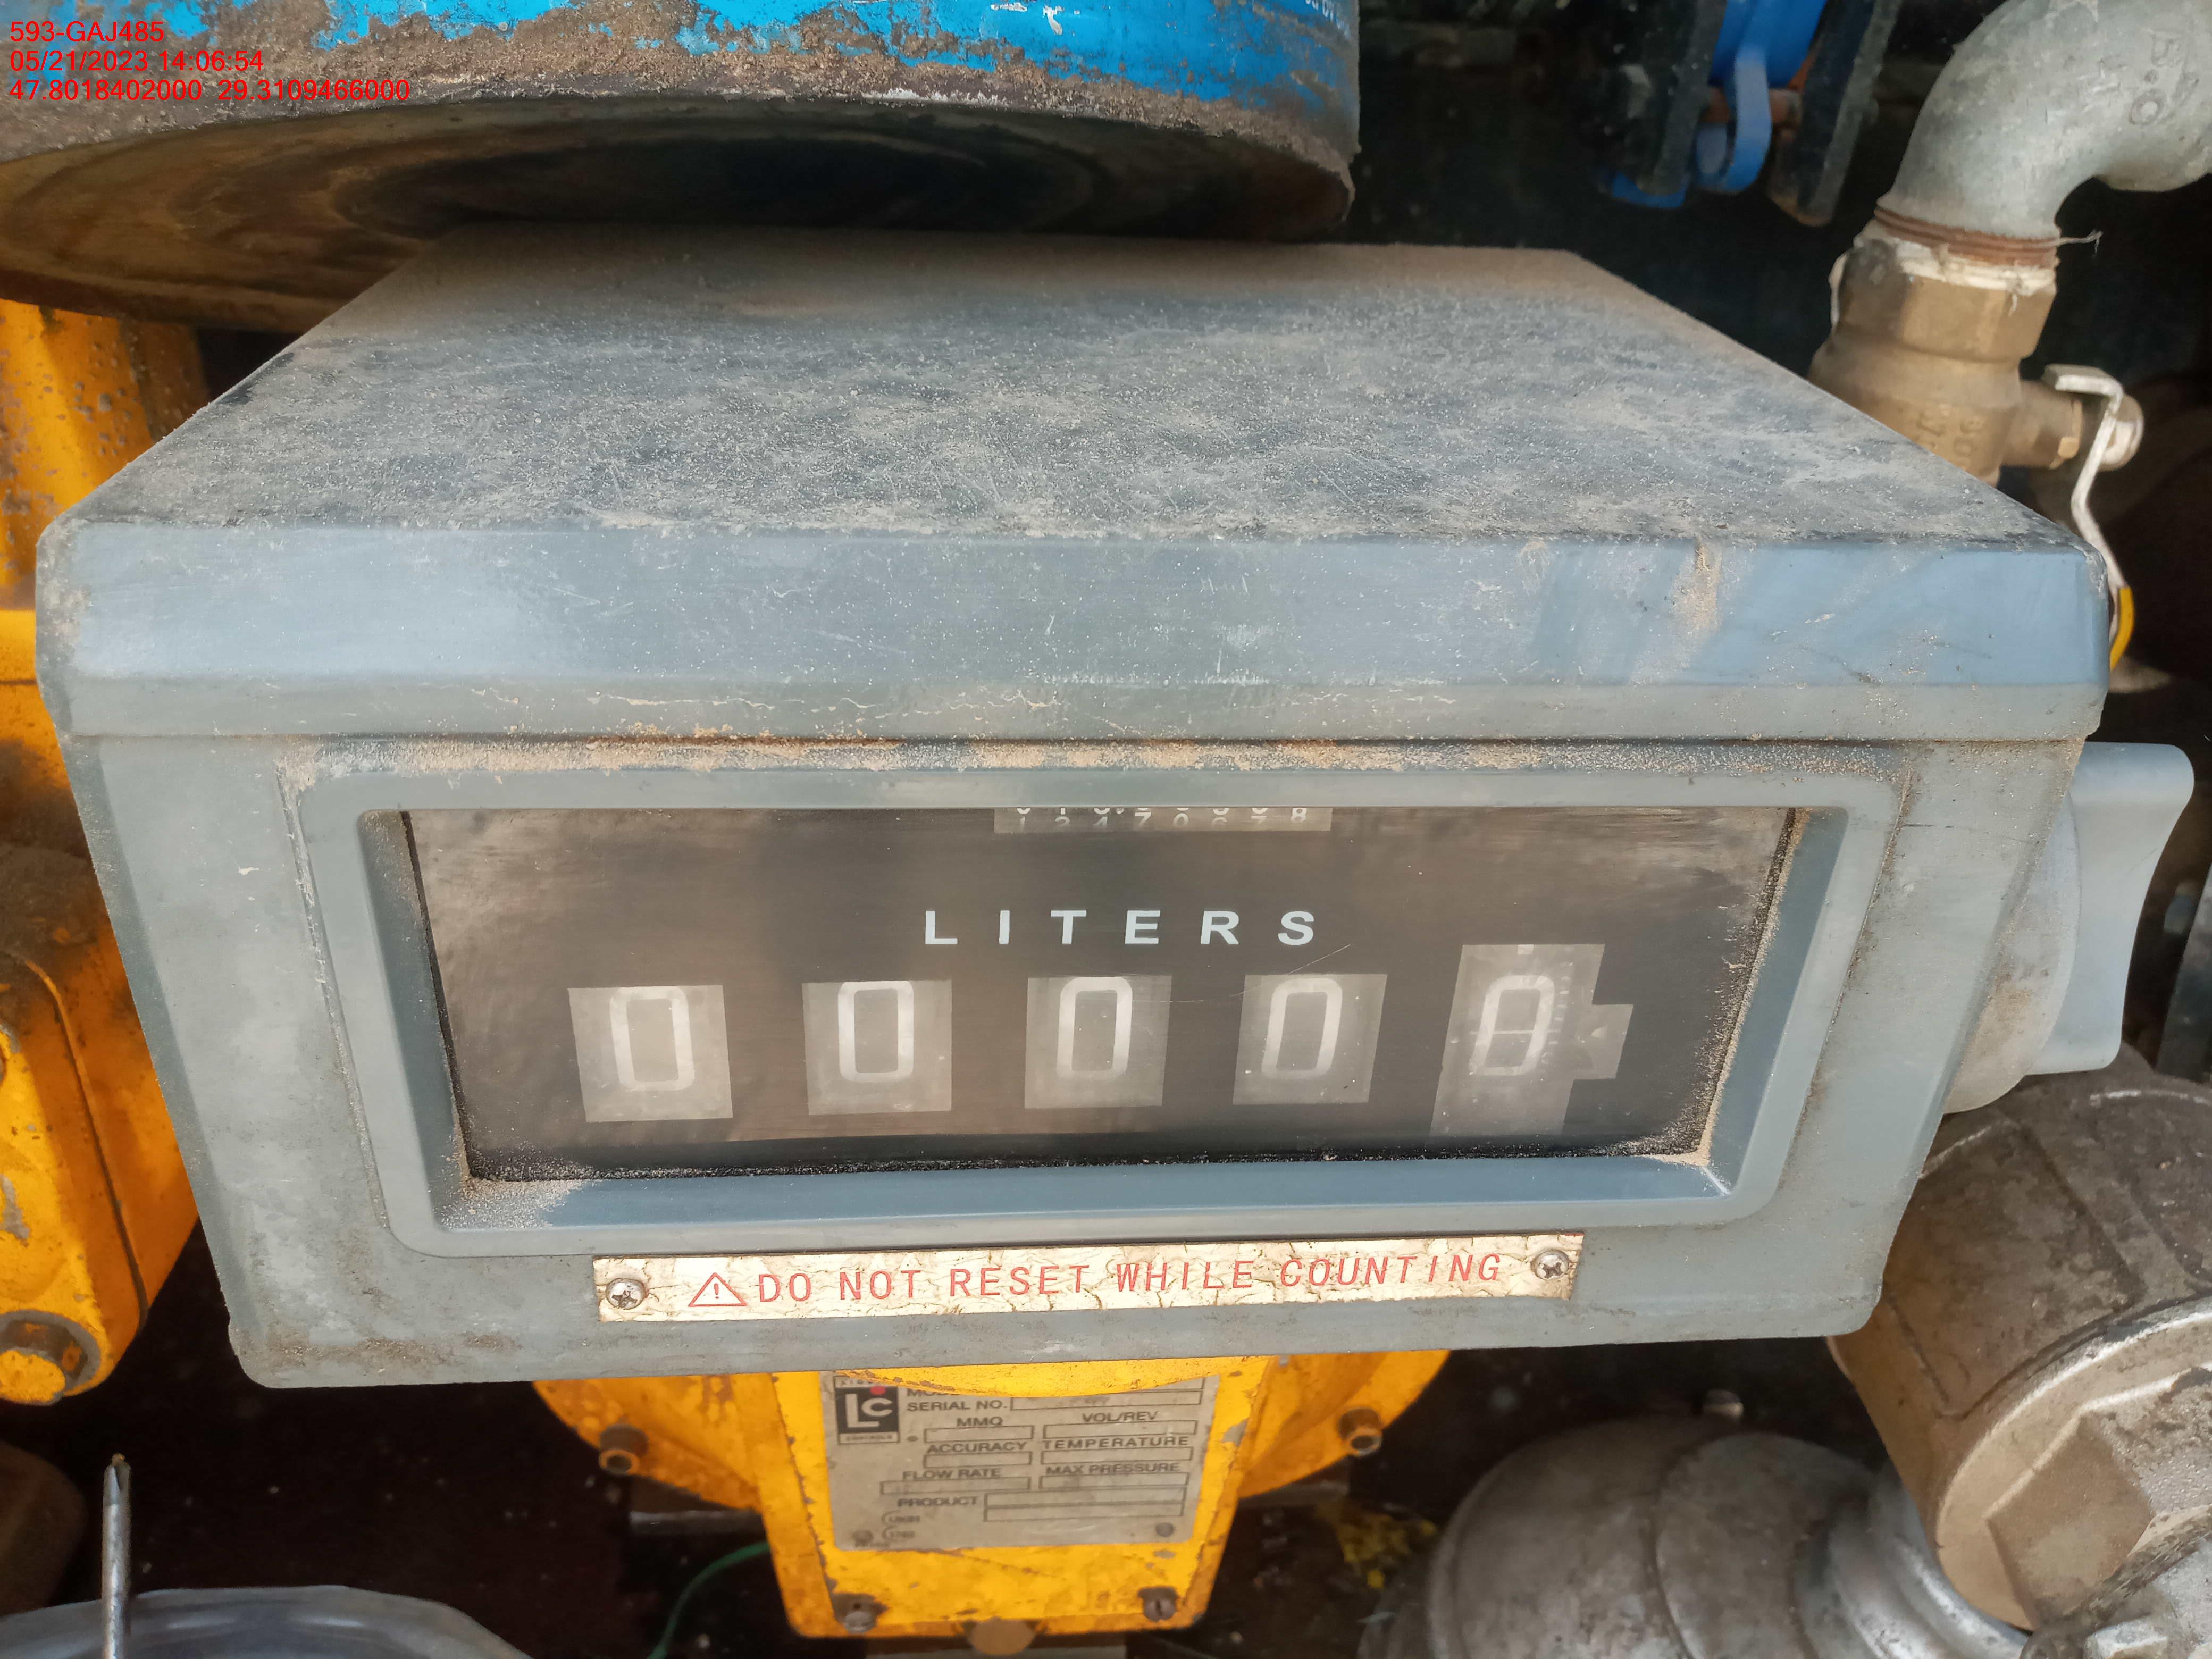 593-GAJ485
05/21/2023 14:06:54
47.8018402000 29.3109466000
LITERS
0 0 0 0 0
DO NOT RESET WHILE COUNTING
LC
SERIAL NO.
MMQ VOL/REV
ACCURACY TEMPERATURE
FLOW RATE MAX PRESSURE
PRODUCT